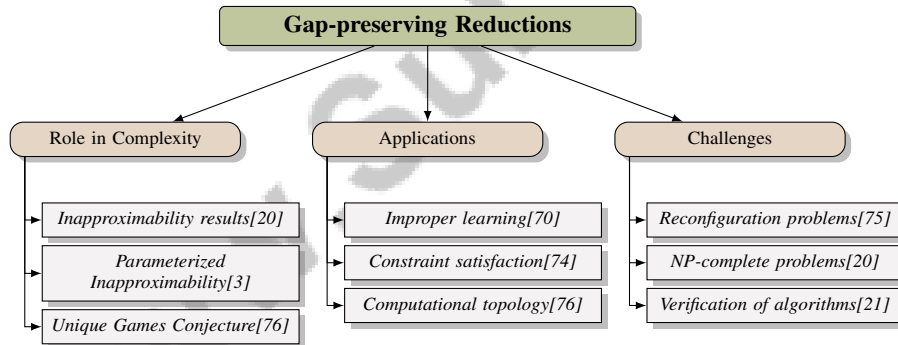 Gap-preserving Reductions
Role in Complexity
Inapproximability results[20]
Parameterized
Inapproximability[3]
Unique Games Conjecture[76]
Applications
Improper learning[70]
Constraint satisfaction[74]
Computational topology[76]
Challenges
Reconfiguration problems[75]
NP-complete problems[20]
Verification of algorithms[21]